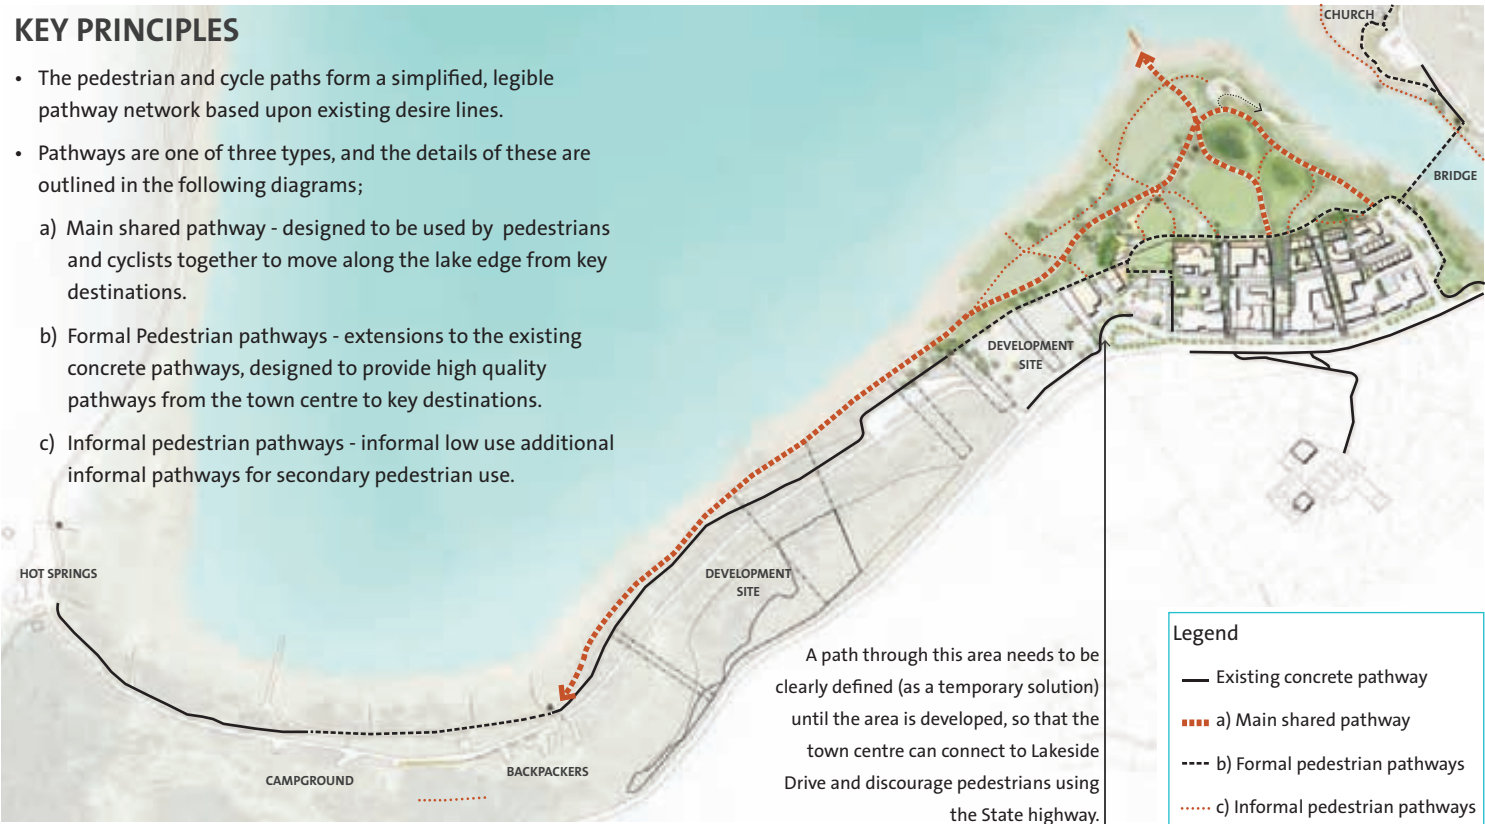 KEY PRINCIPLES
• The pedestrian and cycle paths form a simplified, legible
pathway network based upon existing desire lines.
• Pathways are one of three types, and the details of these are
outlined in the following diagrams;
a) Main shared pathway - designed to be used by pedestrians
and cyclists together to move along the lake edge from key
destinations.
b) Formal Pedestrian pathways - extensions to the existing
concrete pathways, designed to provide high quality
pathways from the town centre to key destinations.
c) Informal pedestrian pathways - informal low use additional
informal pathways for secondary pedestrian use.
CHURCH
BRIDGE
DEVELOPMENT
SITE
HOT SPRINGS
DEVELOPMENT
SITE
CAMPGROUND
BACKPACKERS
A path through this area needs to be
clearly defined (as a temporary solution)
until the area is developed, so that the
town centre can connect to Lakeside
Drive and discourage pedestrians using
the State highway.
Legend
Existing concrete pathway
a) Main shared pathway
b) Formal pedestrian pathways
c) Informal pedestrian pathways